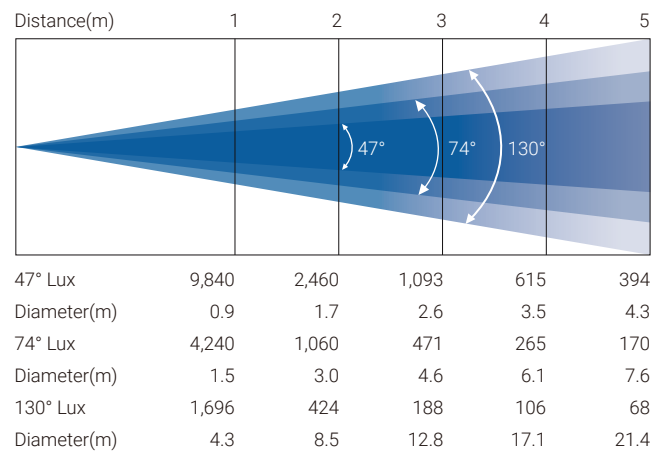 Distance(m) 1 2 3 4 5
47° 74° 130°
47° Lux 9,840 2,460 1,093 615 394
Diameter(m) 0.9 1.7 2.6 3.5 4.3
74° Lux 4,240 1,060 471 265 170
Diameter(m) 1.5 3.0 4.6 6.1 7.6
130° Lux 1,696 424 188 106 68
Diameter(m) 4.3 8.5 12.8 17.1 21.4